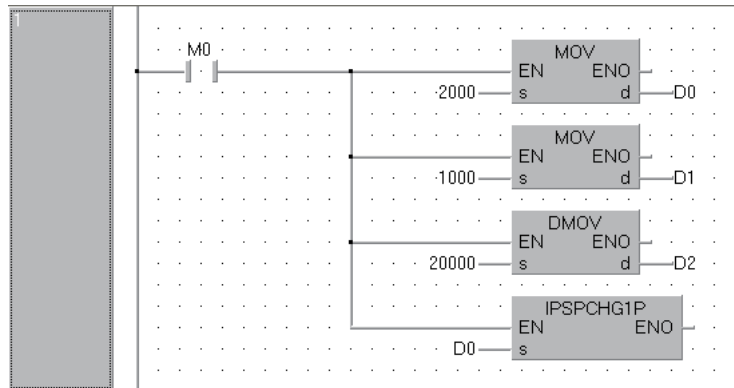 1
M0
MOV
EN ENO
2000 s d D0
MOV
EN ENO
1000 s d D1
DMOV
EN ENO
20000 s d D2
IPSPCHG1P
EN ENO
D0 s